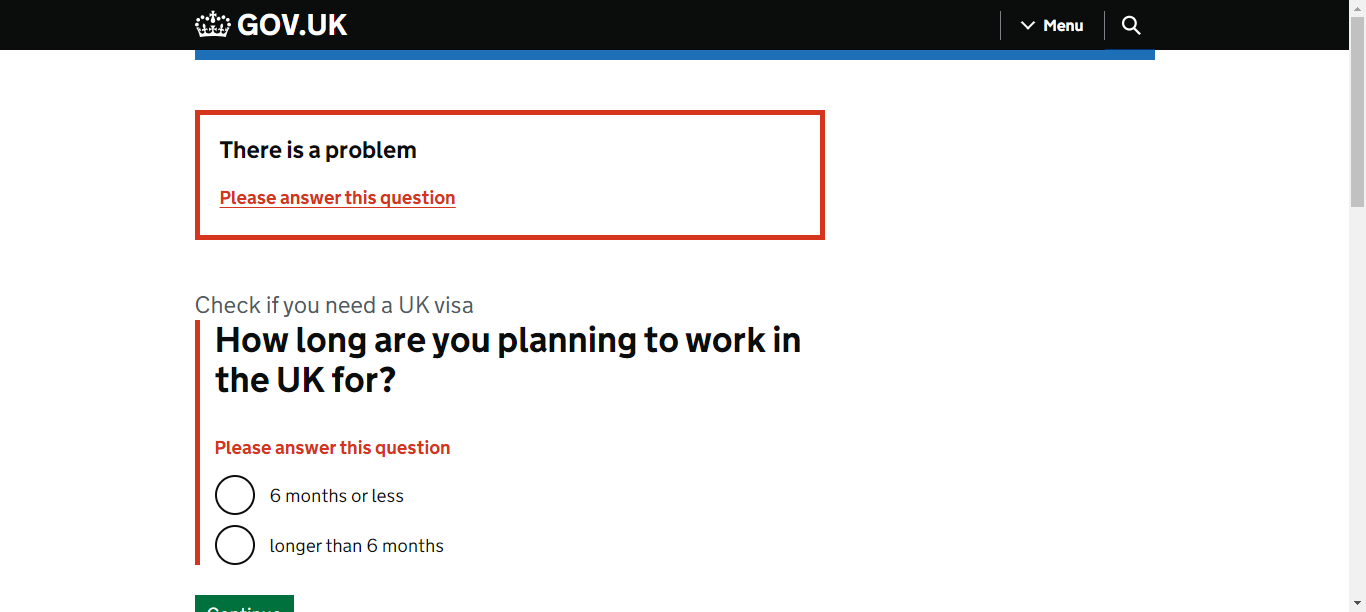 GOV.UK
Menu
There is a problem
Please answer this question
Check if you need a UK visa
How long are you planning to work in
the UK for?
Please answer this question
6 months or less
longer than 6 months
Continue